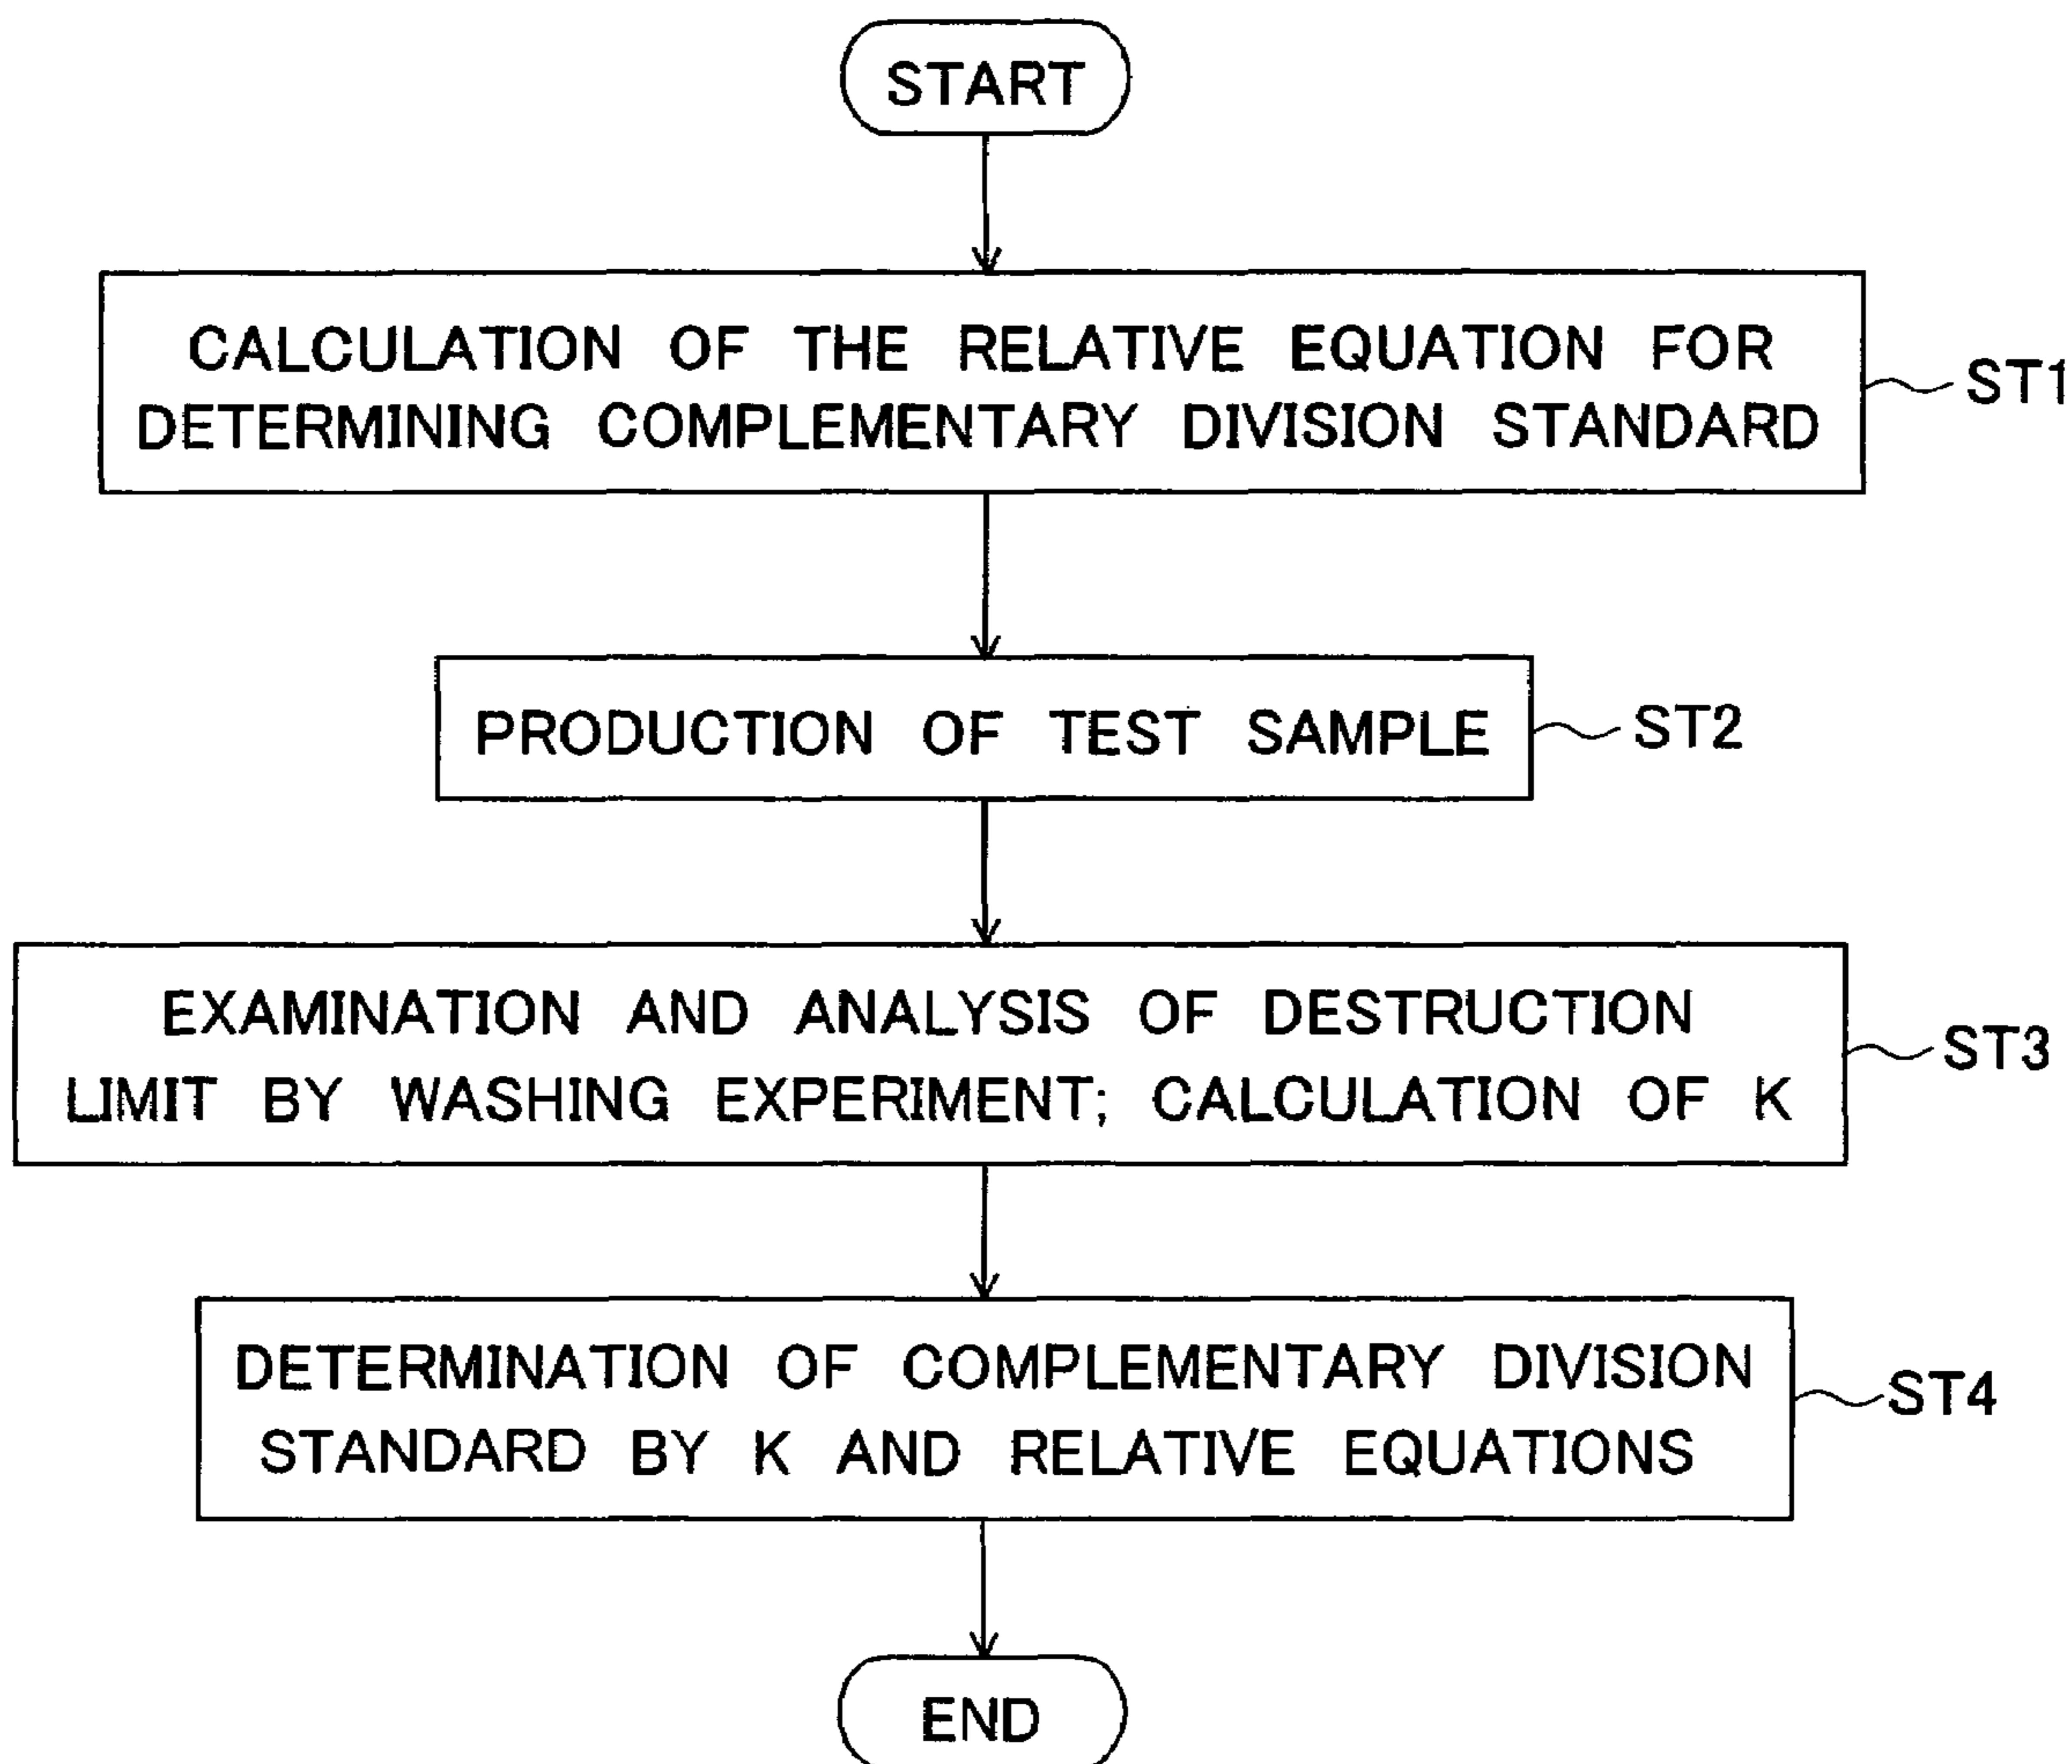 START
CALCULATION OF THE RELATIVE EQUATION FOR
DETERMINING COMPLEMENTARY DIVISION STANDARD
ST1
PRODUCTION OF TEST SAMPLE
ST2
EXAMINATION AND ANALYSIS OF DESTRUCTION
LIMIT BY WASHING EXPERIMENT; CALCULATION OF K
ST3
DETERMINATION OF COMPLEMENTARY DIVISION
STANDARD BY K AND RELATIVE EQUATIONS
ST4
END